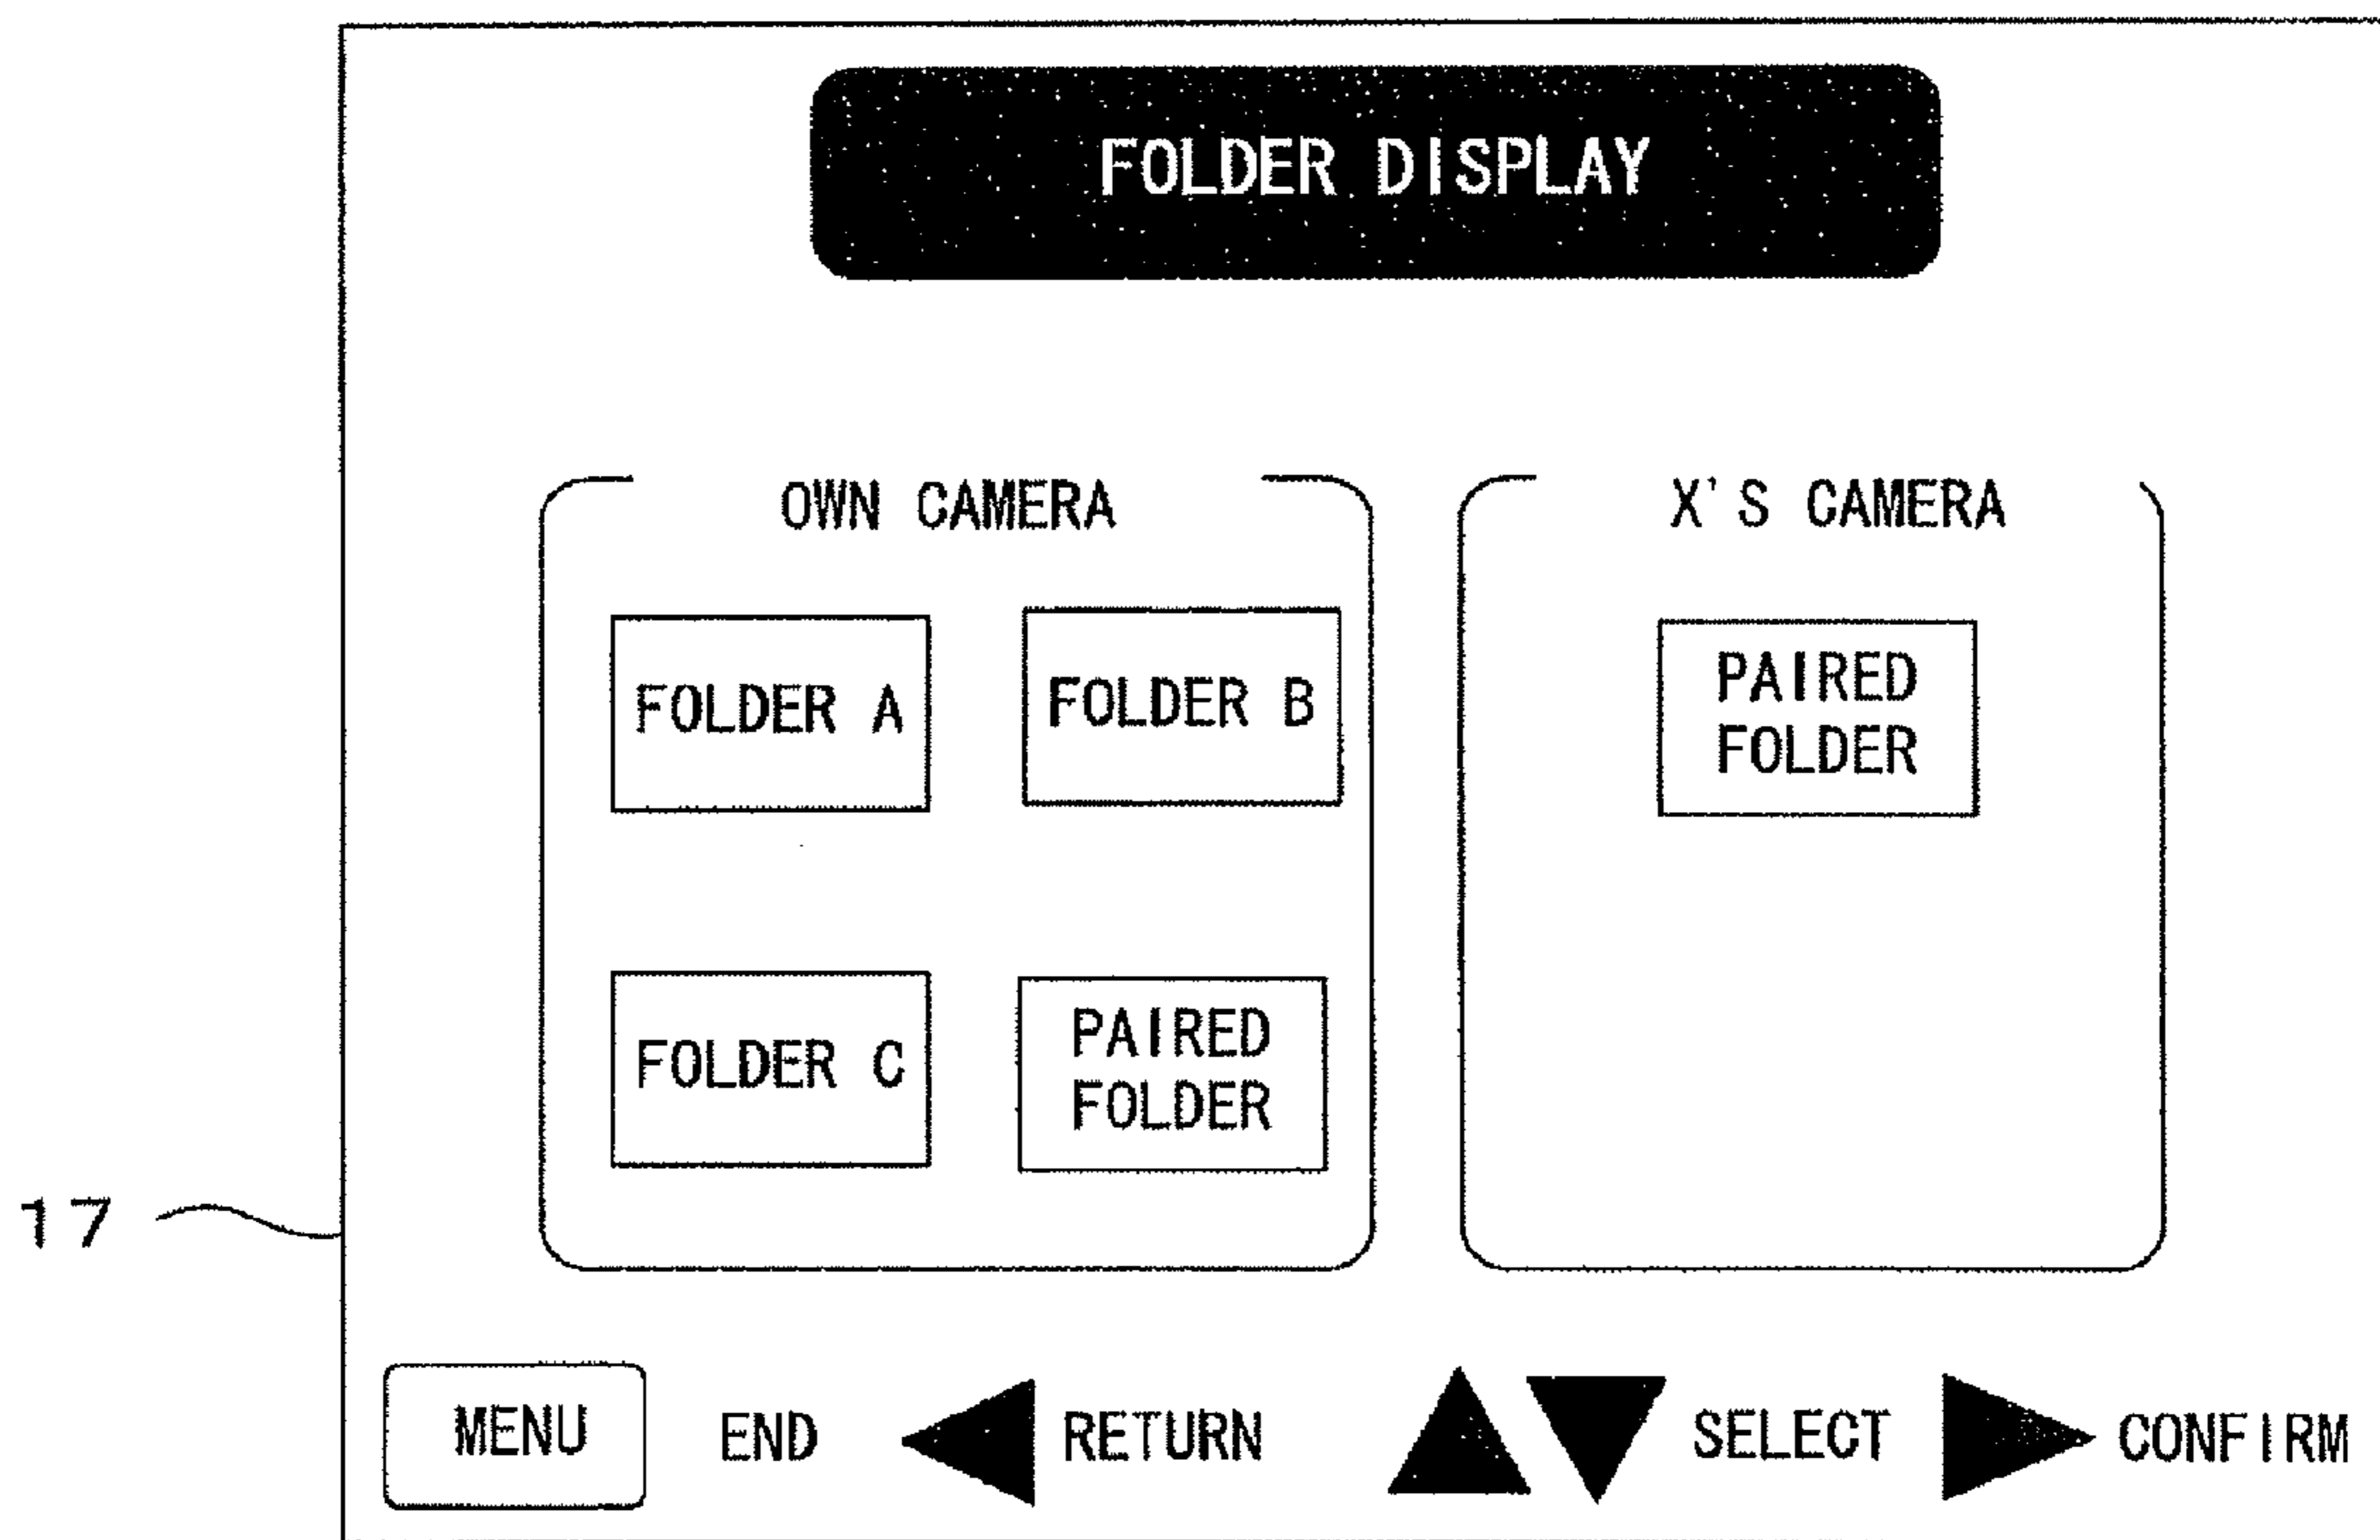 FOLDER DISPLAY
OWN CAMERA
FOLDER A
FOLDER B
FOLDER C
PAIRED
FOLDER
X'S CAMERA
PAIRED
FOLDER
17
MENU END RETURN SELECT CONFIRM